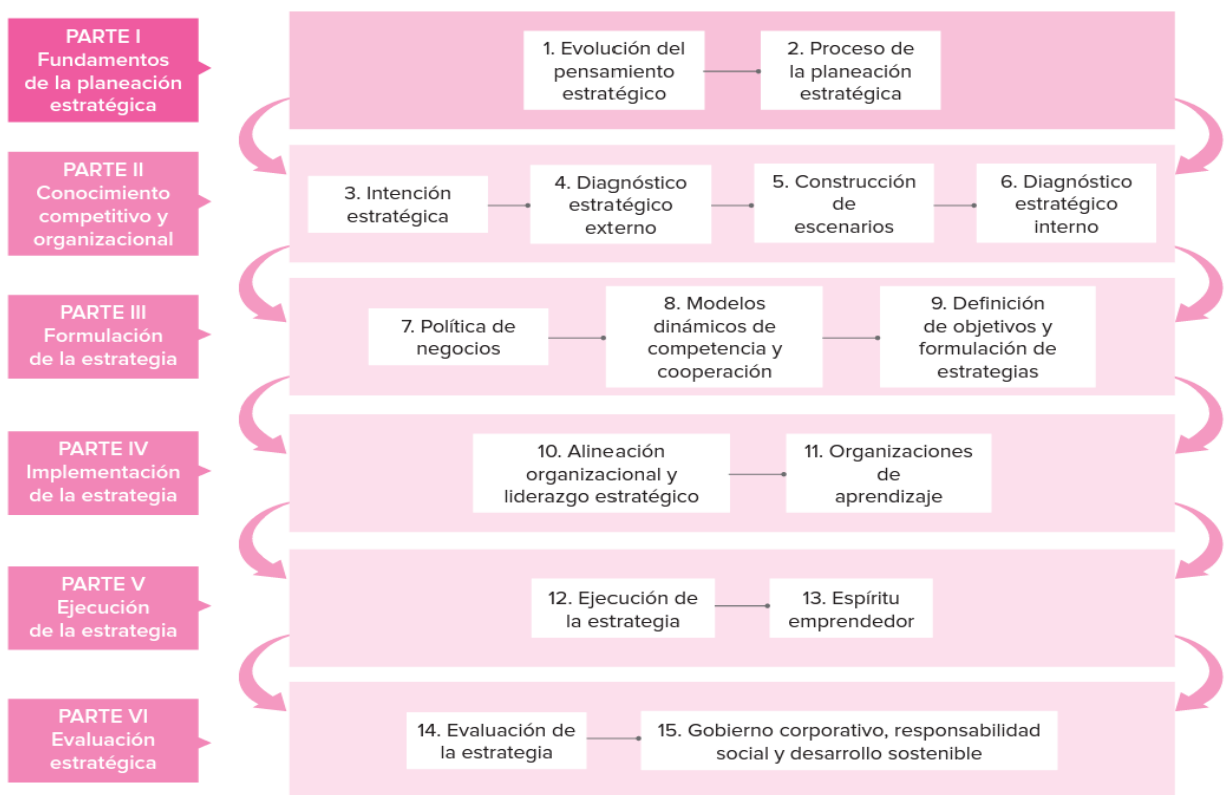 PARTE I
Fundamentos
de la planeación
estratégica
1. Evolución del
pensamiento
estratégico
2. Proceso de
la planeación
estratégica
PARTE II
Conocimiento
competitivo y
organizacional
3. Intención
estratégica
4. Diagnóstico
estratégico
externo
5. Construcción
de
escenarios
6. Diagnóstico
estratégico
interno
PARTE III
Formulación
de la estrategia
7. Política de
negocios
8. Modelos
dinámicos de
competencia y
cooperación
9. Definición
de objetivos y
formulación de
estrategias
PARTE IV
Implementación
de la estrategia
10. Alineación
organizacional y
liderazgo estratégico
11. Organizaciones
de
aprendizaje
PARTE V
Ejecución
de la estrategia
12. Ejecución de
la estrategia
13. Espíritu
emprendedor
PARTE VI
Evaluación
estratégica
14. Evaluación de
la estrategia
15. Gobierno corporativo, responsabilidad
social y desarrollo sostenible